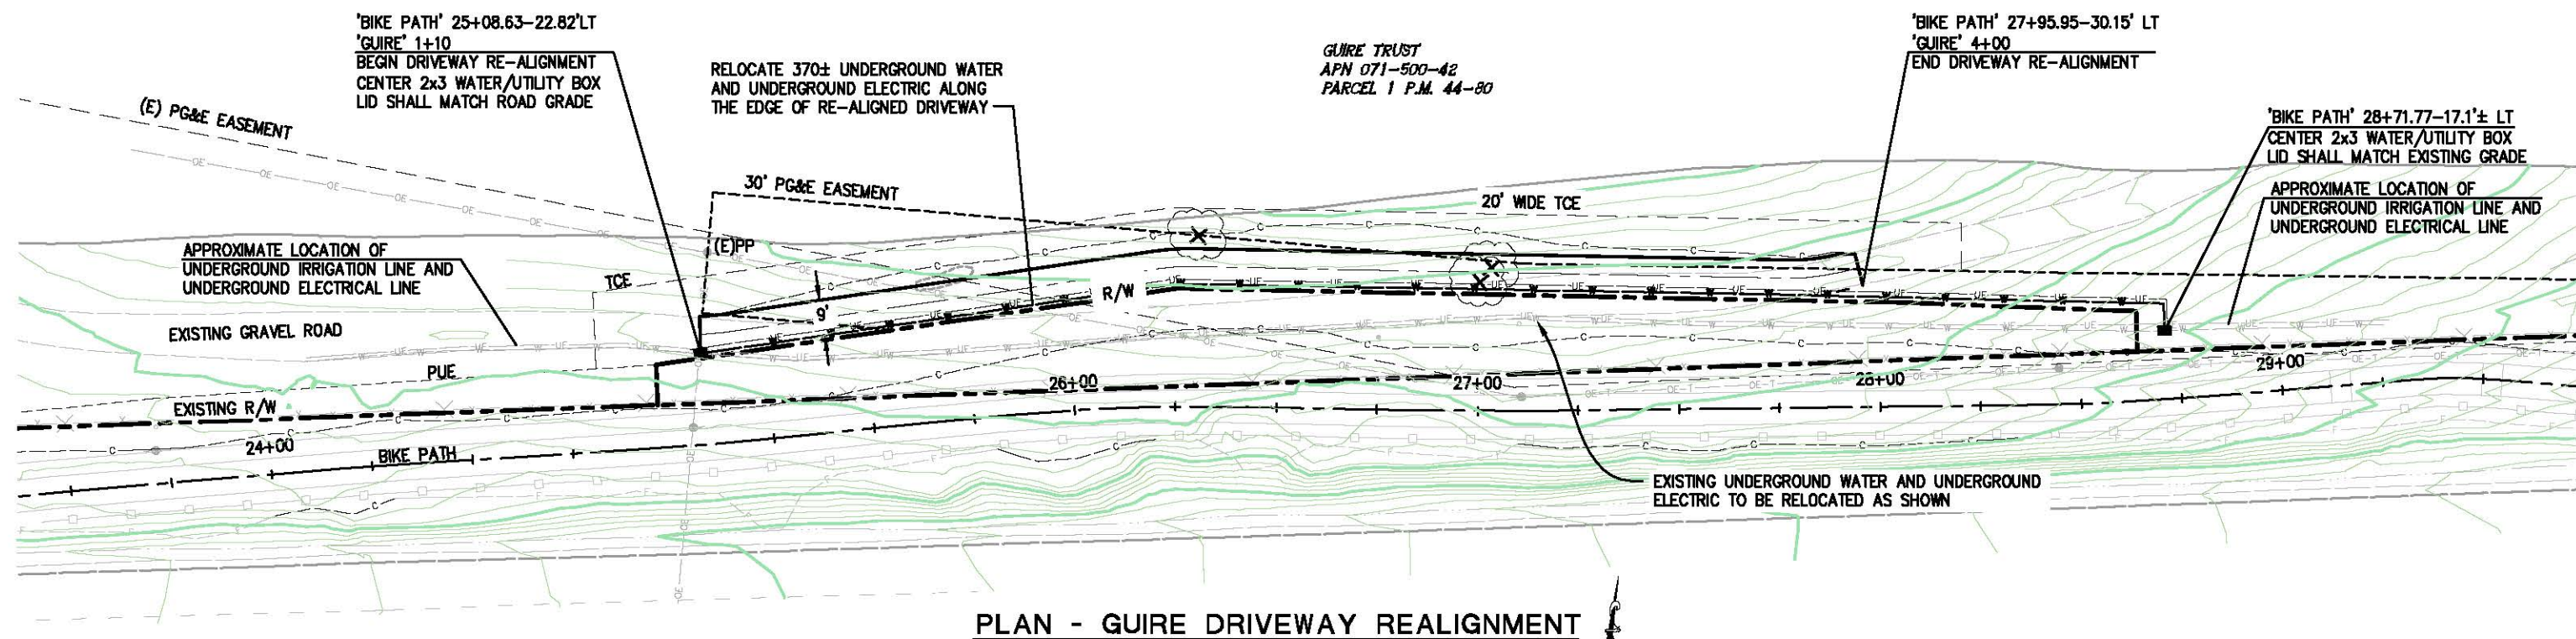 'BIKE PATH' 25+08.63-22.82'LT
'GUIRE' 1+10
BEGIN DRIVEWAY RE-ALIGNMENT
CENTER 2x3 WATER/UTILITY BOX
LID SHALL MATCH ROAD GRADE
RELOCATE 370± UNDERGROUND WATER
AND UNDERGROUND ELECTRIC ALONG
THE EDGE OF RE-ALIGNED DRIVEWAY
GUIRE TRUST
APN 071-500-42
PARCEL 1 P.M. 44-80
'BIKE PATH' 27+95.95-30.15' LT
'GUIRE' 4+00
END DRIVEWAY RE-ALIGNMENT
'BIKE PATH' 28+71.77-17.1'± LT
CENTER 2x3 WATER/UTILITY BOX
LID SHALL MATCH EXISTING GRADE
APPROXIMATE LOCATION OF
UNDERGROUND IRRIGATION LINE AND
UNDERGROUND ELECTRICAL LINE
(E) PG&E EASEMENT
30' PG&E EASEMENT
20' WIDE TCE
(E)PP
TCE
APPROXIMATE LOCATION OF
UNDERGROUND IRRIGATION LINE AND
UNDERGROUND ELECTRICAL LINE
EXISTING GRAVEL ROAD
9'
R/W
PUE
EXISTING R/W
24+00
26+00
27+00
28+00
29+00
BIKE PATH
EXISTING UNDERGROUND WATER AND UNDERGROUND
ELECTRIC TO BE RELOCATED AS SHOWN
PLAN - GUIRE DRIVEWAY REALIGNMENT